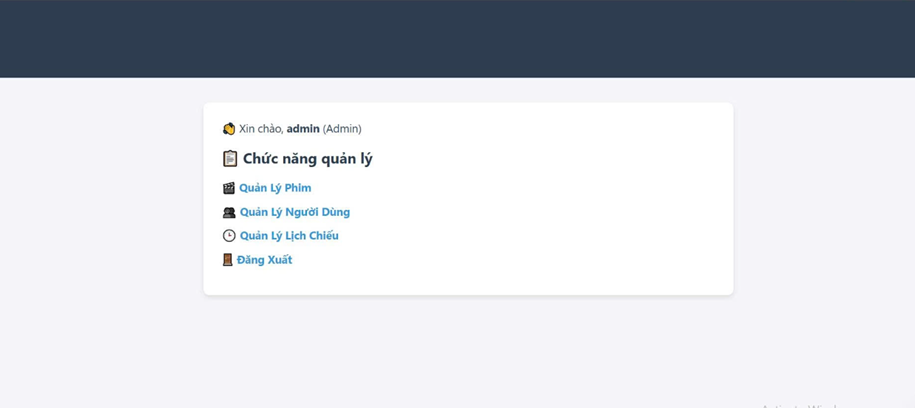 Xin chào, admin (Admin)
Chức năng quản lý
Quản Lý Phim
Quản Lý Người Dùng
Quản Lý Lịch Chiếu
Đăng Xuất